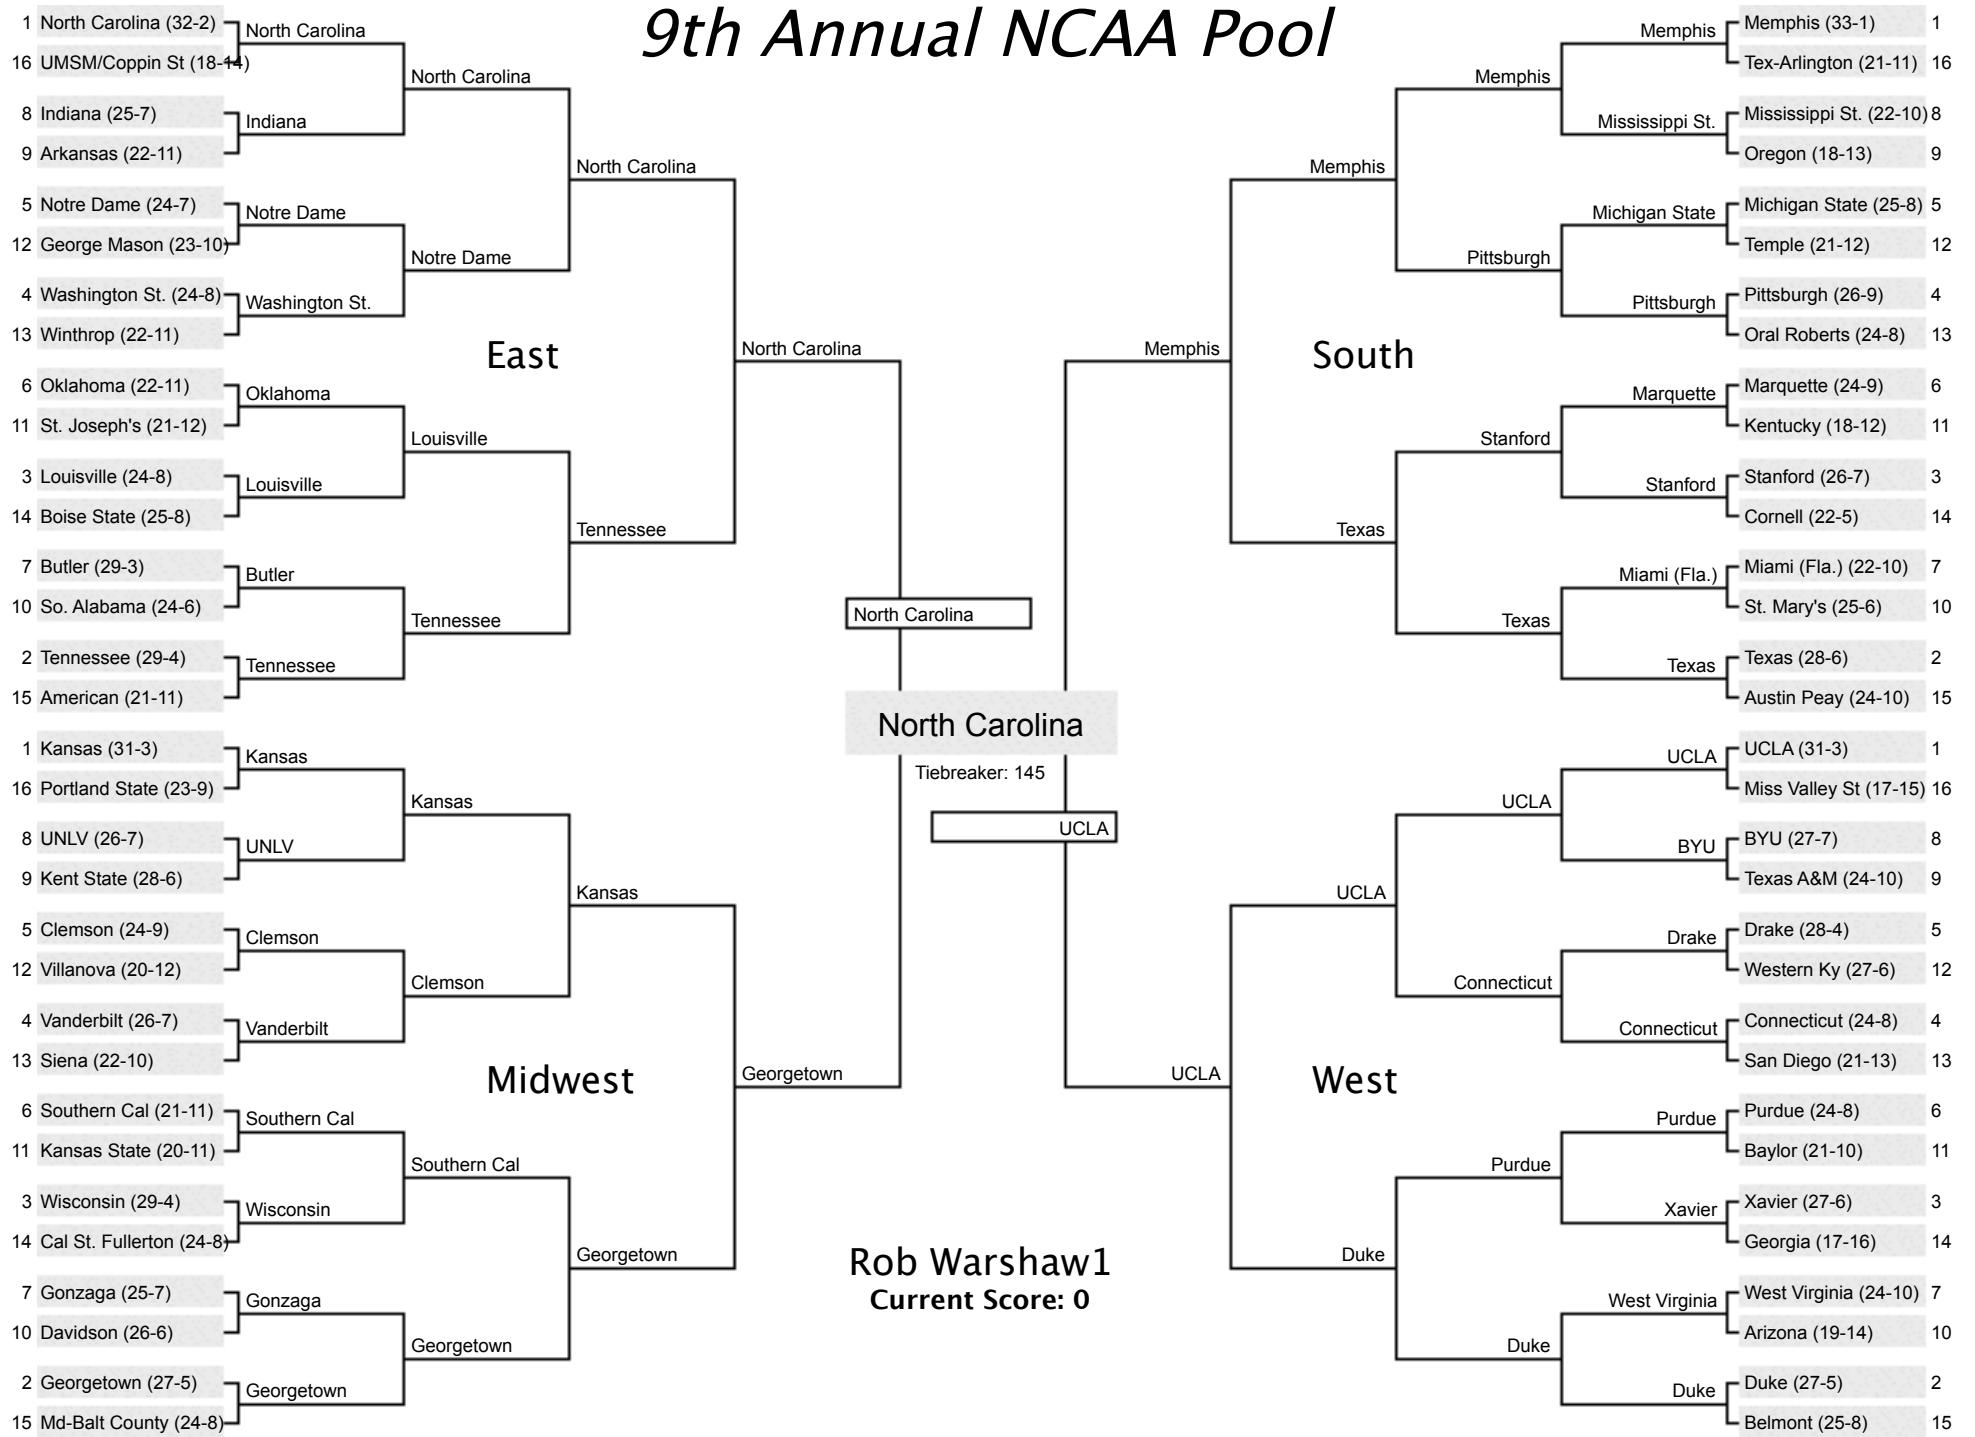 9th Annual NCAA Pool
1 North Carolina (32-2)
North Carolina
16 UMSM/Coppin St (18-14)
North Carolina
8 Indiana (25-7)
Indiana
9 Arkansas (22-11)
North Carolina
5 Notre Dame (24-7)
Notre Dame
12 George Mason (23-10)
Notre Dame
4 Washington St. (24-8)
Washington St.
13 Winthrop (22-11)
East
North Carolina
6 Oklahoma (22-11)
Oklahoma
11 St. Joseph's (21-12)
Louisville
3 Louisville (24-8)
Louisville
14 Boise State (25-8)
Tennessee
7 Butler (29-3)
Butler
10 So. Alabama (24-6)
Tennessee
2 Tennessee (29-4)
Tennessee
15 American (21-11)
1 Kansas (31-3)
Kansas
16 Portland State (23-9)
Kansas
8 UNLV (26-7)
UNLV
9 Kent State (28-6)
Kansas
5 Clemson (24-9)
Clemson
12 Villanova (20-12)
Clemson
4 Vanderbilt (26-7)
Vanderbilt
13 Siena (22-10)
Midwest
Georgetown
6 Southern Cal (21-11)
Southern Cal
11 Kansas State (20-11)
Southern Cal
3 Wisconsin (29-4)
Wisconsin
14 Cal St. Fullerton (24-8)
Georgetown
7 Gonzaga (25-7)
Gonzaga
10 Davidson (26-6)
Georgetown
2 Georgetown (27-5)
Georgetown
15 Md-Balt County (24-8)
North Carolina
North Carolina
Tiebreaker: 145
UCLA
Rob Warshaw1
Current Score: 0
Memphis (33-1) 1
Memphis
Tex-Arlington (21-11) 16
Memphis
Mississippi St. (22-10) 8
Mississippi St.
Oregon (18-13) 9
Memphis
Michigan State (25-8) 5
Michigan State
Temple (21-12) 12
Pittsburgh
Pittsburgh (26-9) 4
Pittsburgh
Oral Roberts (24-8) 13
Memphis
South
Marquette (24-9) 6
Marquette
Kentucky (18-12) 11
Stanford
Stanford (26-7) 3
Stanford
Cornell (22-5) 14
Texas
Miami (Fla.) (22-10) 7
Miami (Fla.)
St. Mary's (25-6) 10
Texas
Texas (28-6) 2
Texas
Austin Peay (24-10) 15
UCLA (31-3) 1
UCLA
Miss Valley St (17-15) 16
UCLA
BYU (27-7) 8
BYU
Texas A&M (24-10) 9
UCLA
Drake (28-4) 5
Drake
Western Ky (27-6) 12
Connecticut
Connecticut (24-8) 4
Connecticut
San Diego (21-13) 13
UCLA
West
Purdue (24-8) 6
Purdue
Baylor (21-10) 11
Purdue
Xavier (27-6) 3
Xavier
Georgia (17-16) 14
Duke
West Virginia (24-10) 7
West Virginia
Arizona (19-14) 10
Duke
Duke (27-5) 2
Duke
Belmont (25-8) 15